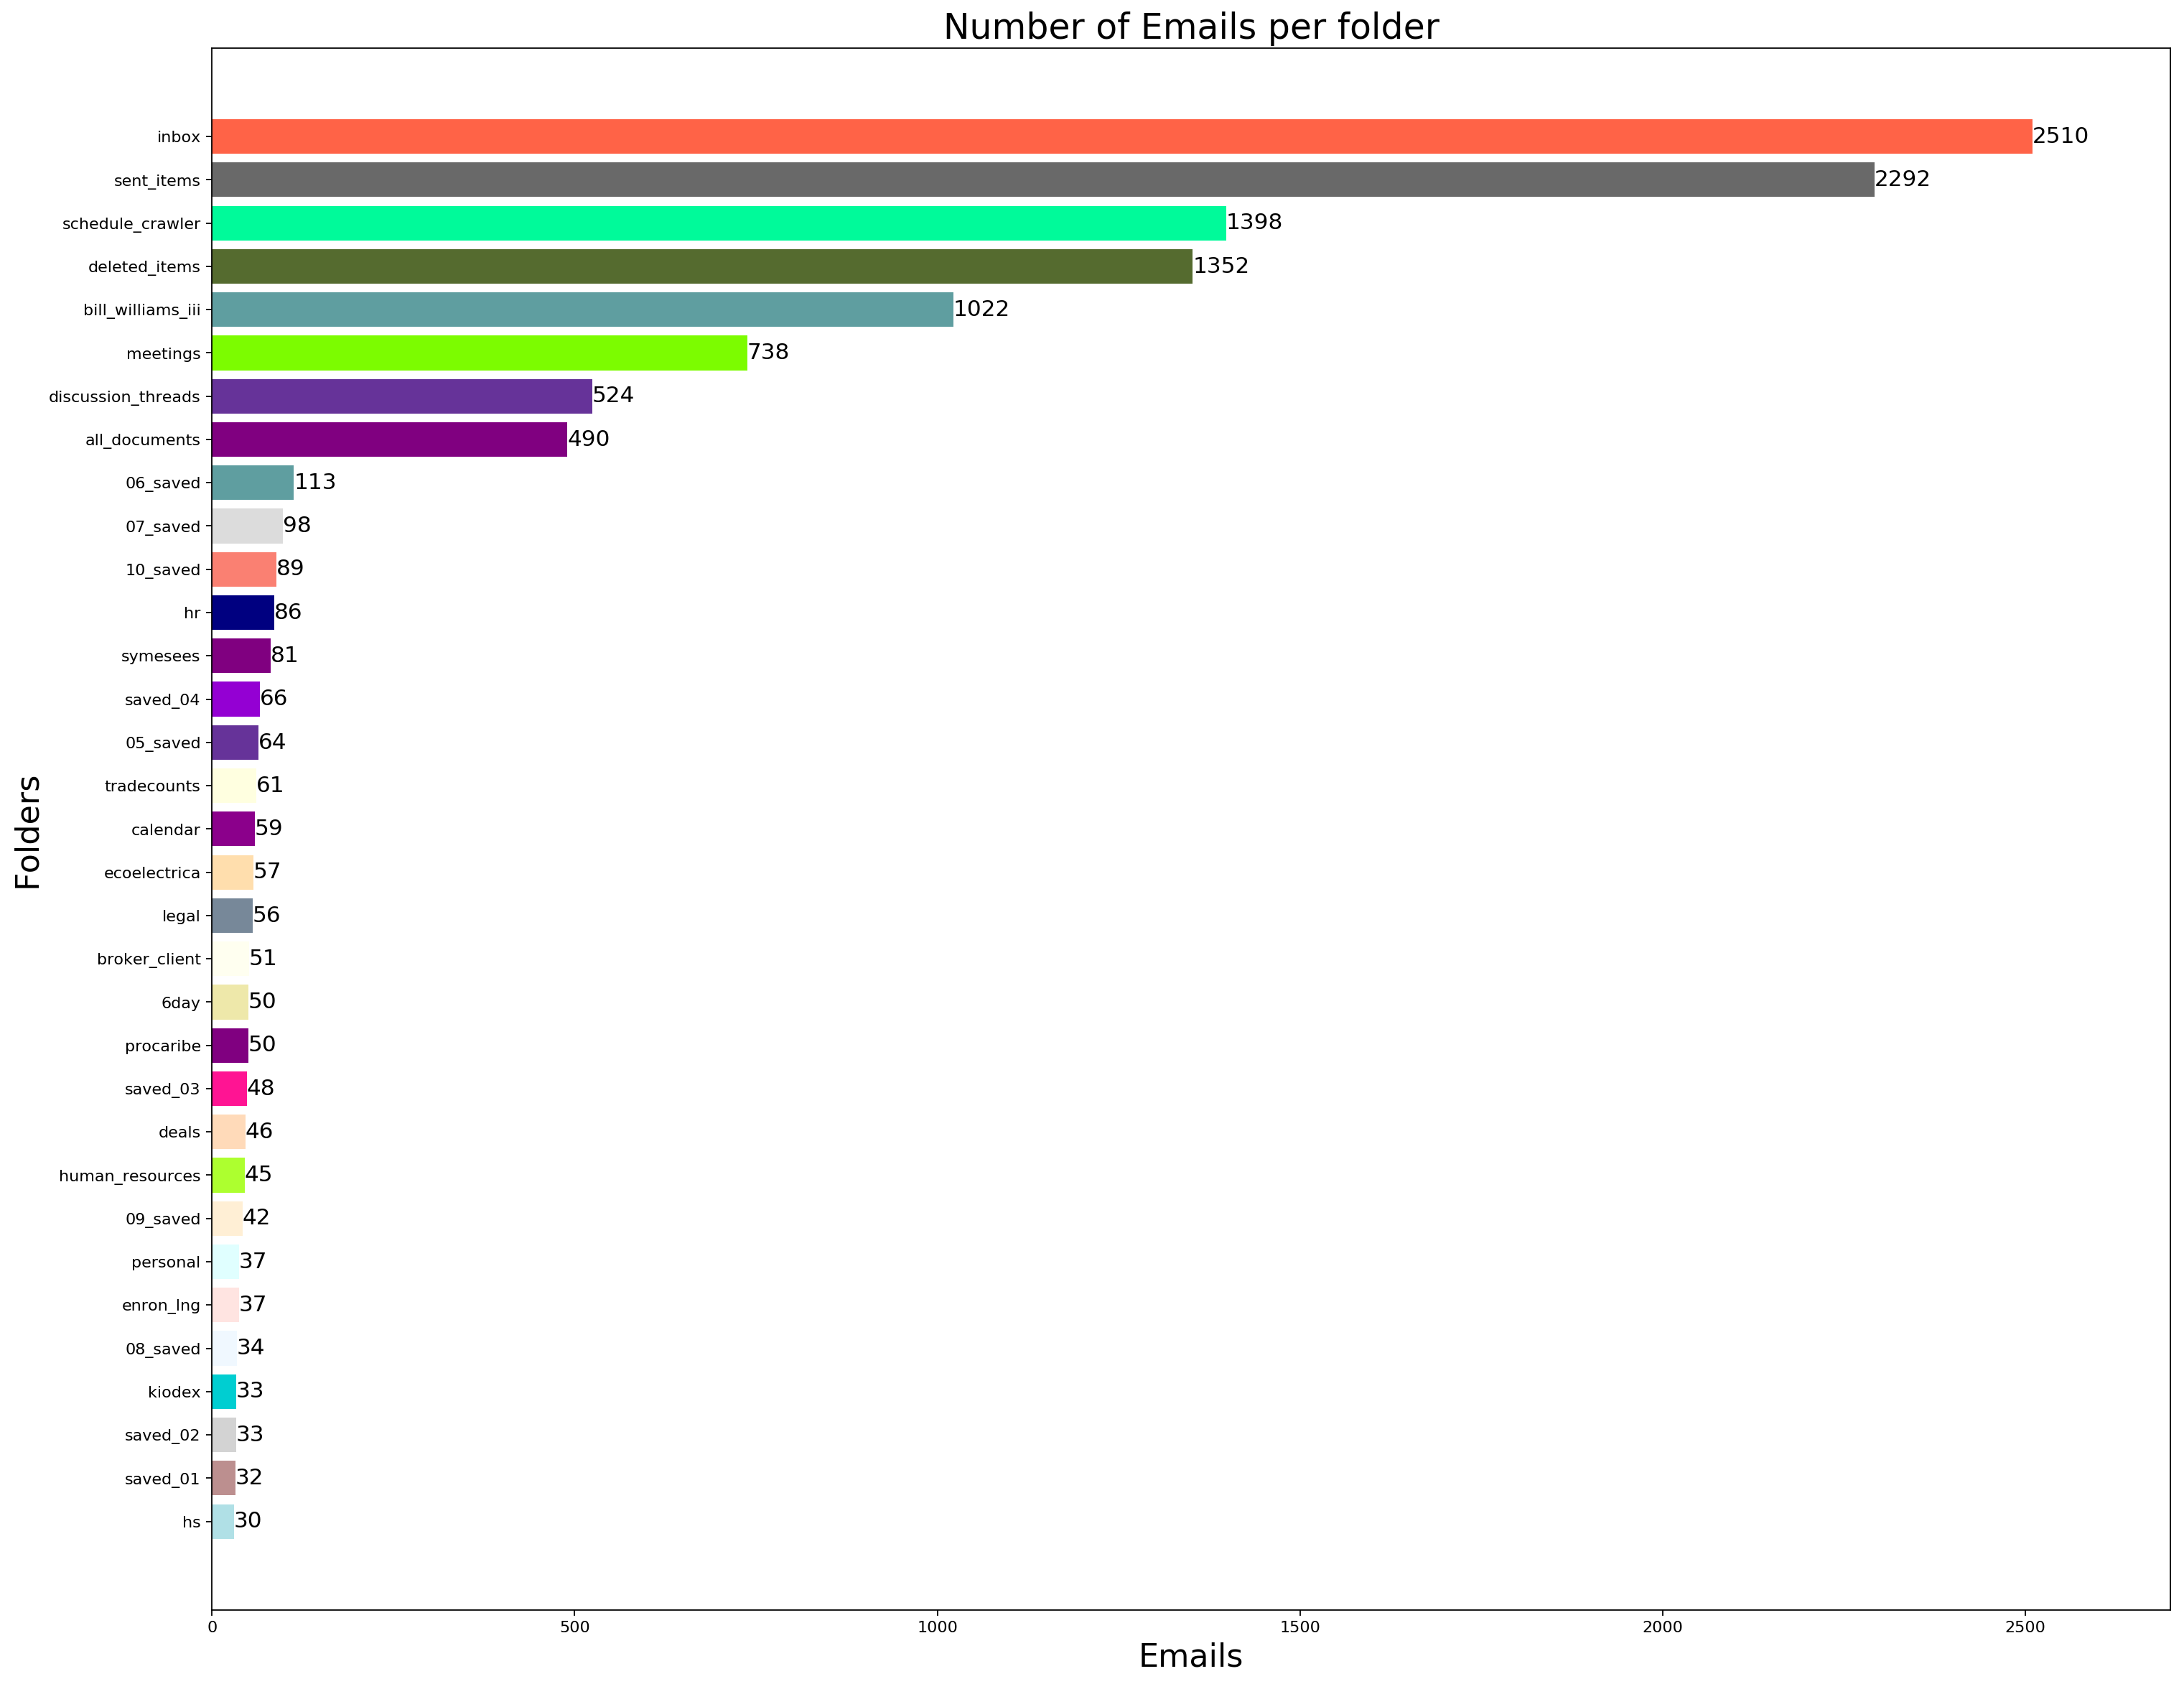 Number of Emails per folder
inbox 2510
sent_items 2292
schedule_crawler 1398
deleted_items 1352
bill_williams_iii 1022
meetings 738
discussion_threads 524
all_documents 490
06_saved 113
07_saved 98
10_saved 89
hr 86
symesees 81
saved_04 66
05_saved 64
tradecounts 61
calendar 59
ecoelectrica 57
legal 56
broker_client 51
6day 50
procaribe 50
saved_03 48
deals 46
human_resources 45
09_saved 42
personal 37
enron_lng 37
08_saved 34
kiodex 33
saved_02 33
saved_01 32
hs 30
Folders
0 500 1000 1500 2000 2500
Emails